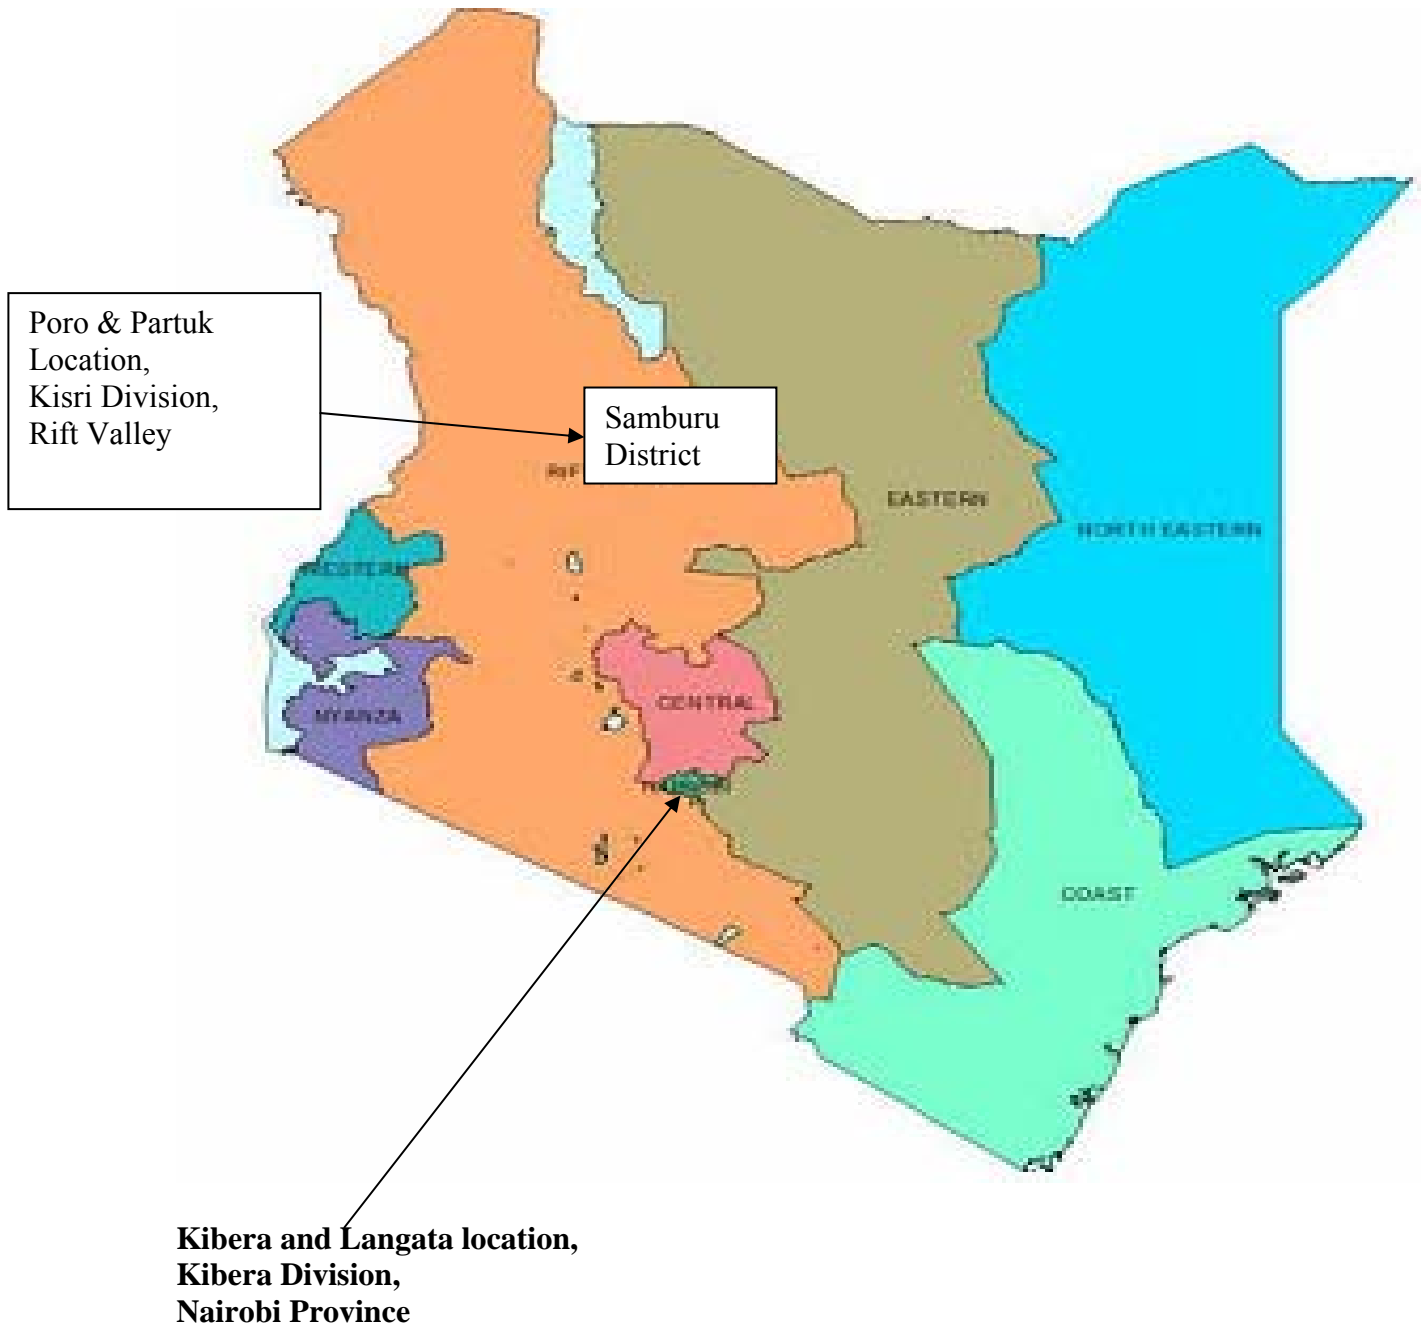 Poro & Partuk
Location,
Kisri Division,
Rift Valley
Samburu
District
RIF
EASTERN
NORTH EASTERN
WESTERN
CENTRAL
NYANZA
COAST
Kibera and Langata location,
Kibera Division,
Nairobi Province